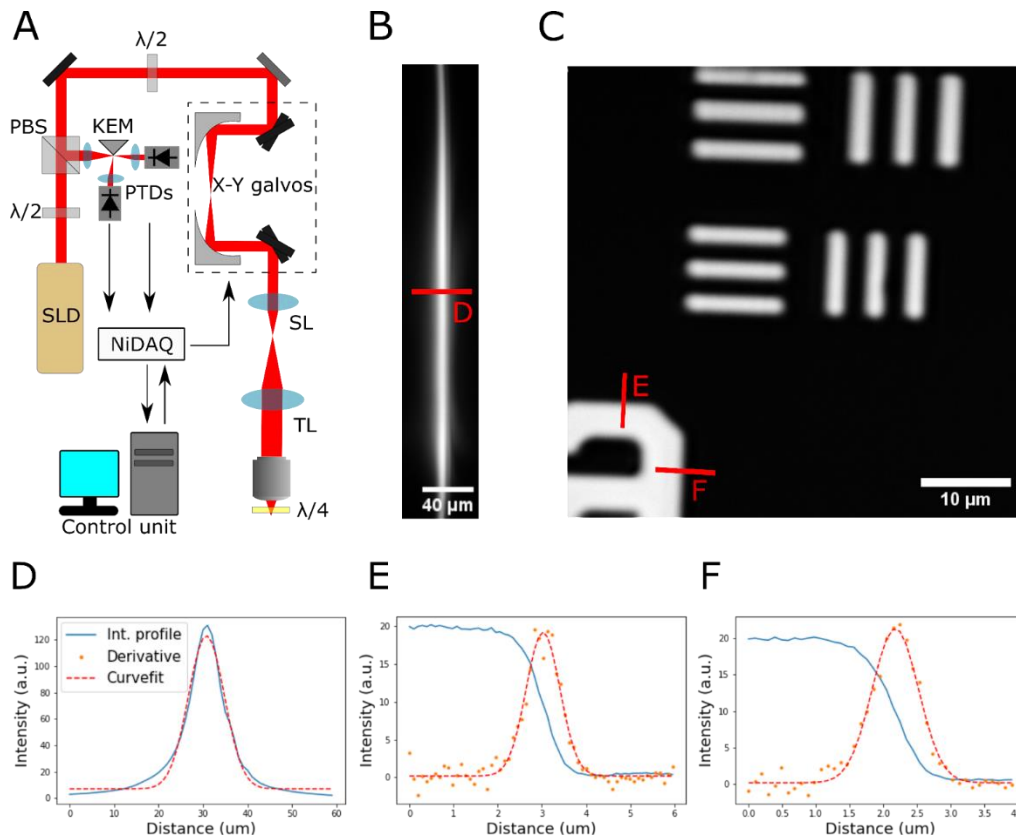 A
B
C
λ/2
PBS
KEM
PTDs
X-Y galvos
λ/2
SLD
NiDAQ
SL
TL
λ/4
Control unit
D
40 µm
E
F
10 µm
D
E
F
Int. profile
Derivative
Curvefit
Intensity (a.u.)
120
100
80
60
40
20
0
0 10 20 30 40 50 60
Distance (um)
Intensity (a.u.)
20
15
10
5
0
0 1 2 3 4 5 6
Distance (um)
Intensity (a.u.)
20
15
10
5
0
0.0 0.5 1.0 1.5 2.0 2.5 3.0 3.5
Distance (um)